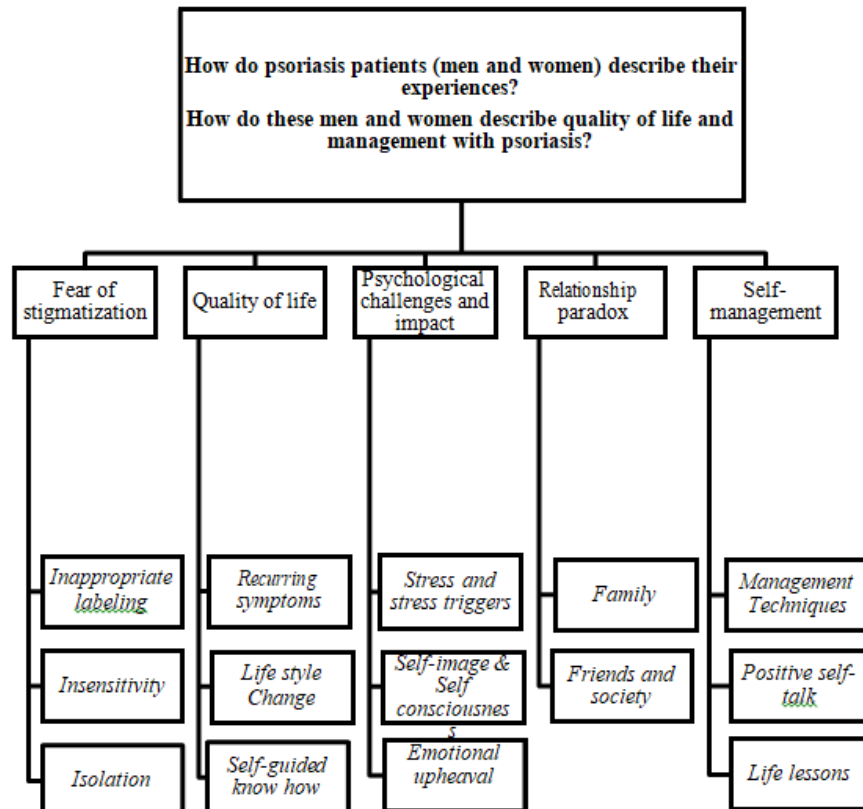 How do psoriasis patients (men and women) describe their
experiences?
How do these men and women describe quality of life and
management with psoriasis?
Fear of
stigmatization
Quality of life
Psychological
challenges and
impact
Relationship
paradox
Self-
management
Inappropriate
labeling
Recurring
symptoms
Stress and
stress triggers
Family
Management
Techniques
Insensitivity
Life style
Change
Self-image &
Self
consciousnes
s
Friends and
society
Positive self-
talk
Isolation
Self-guided
know how
Emotional
upheaval
Life lessons